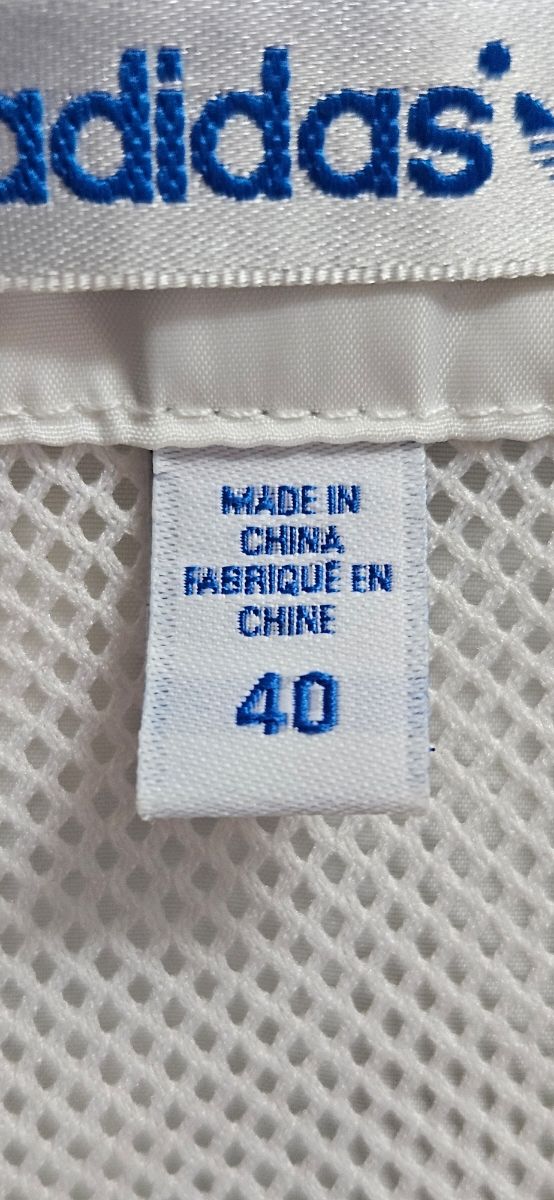 adidas
MADE IN
CHINA
FABRIQUÉ EN
CHINE
40